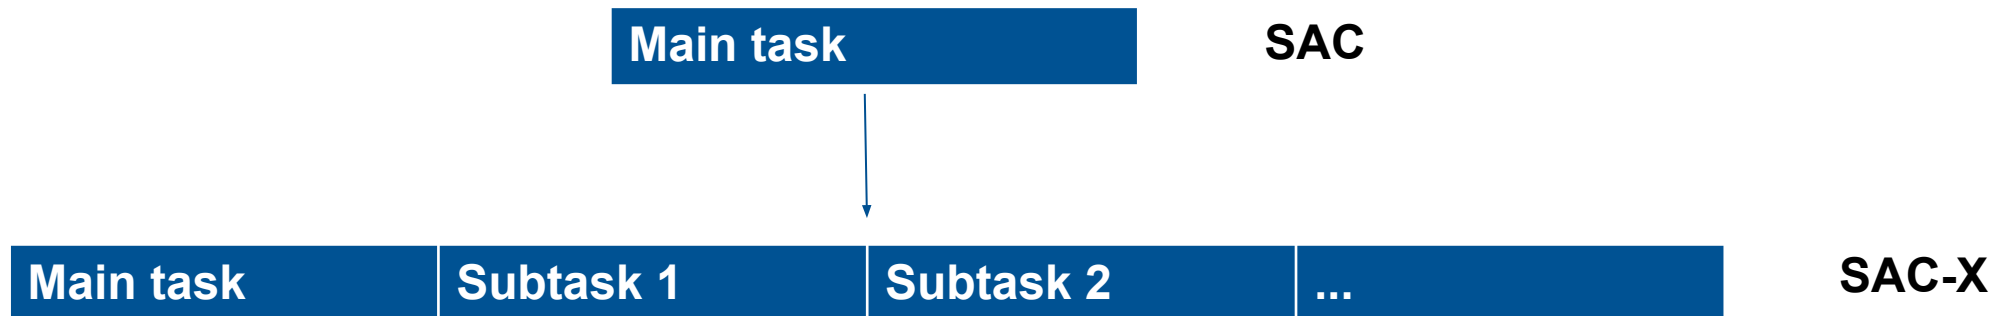 Main task SAC
Main task Subtask 1 Subtask 2 ... SAC-X